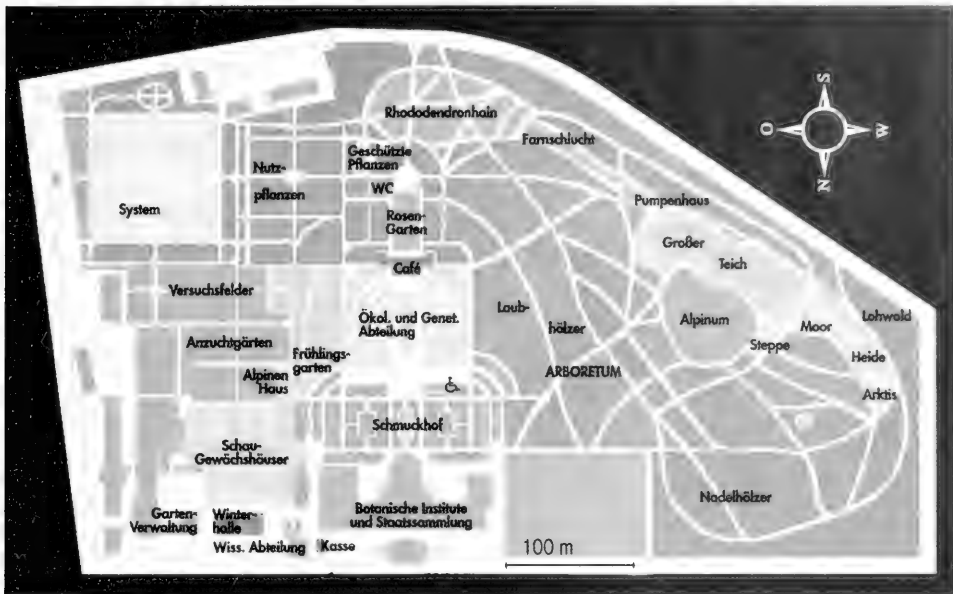 S
O
W
N
Rhododendronhain
Farnschlucht
Geschützte
Pflanzen
Nutz-
pflanzen
WC
System
Rosen-
Garten
Pumpenhaus
Großer
Teich
Café
Versuchsfelder
Laub-
hölzer
Ökol. und Genet.
Abteilung
Alpinum
Moor
Lohwald
Steppe
Anzuchtgärten
Frühlings-
garten
Heide
Alpinen
Haus
ARBORETUM
Arktis
Schmuckhof
Schau-
Gewächshäuser
Nadelhölzer
Garten-
Verwaltung
Winter-
halle
Botanische Institute
und Staatssammlung
Wiss. Abteilung
Kasse
100 m